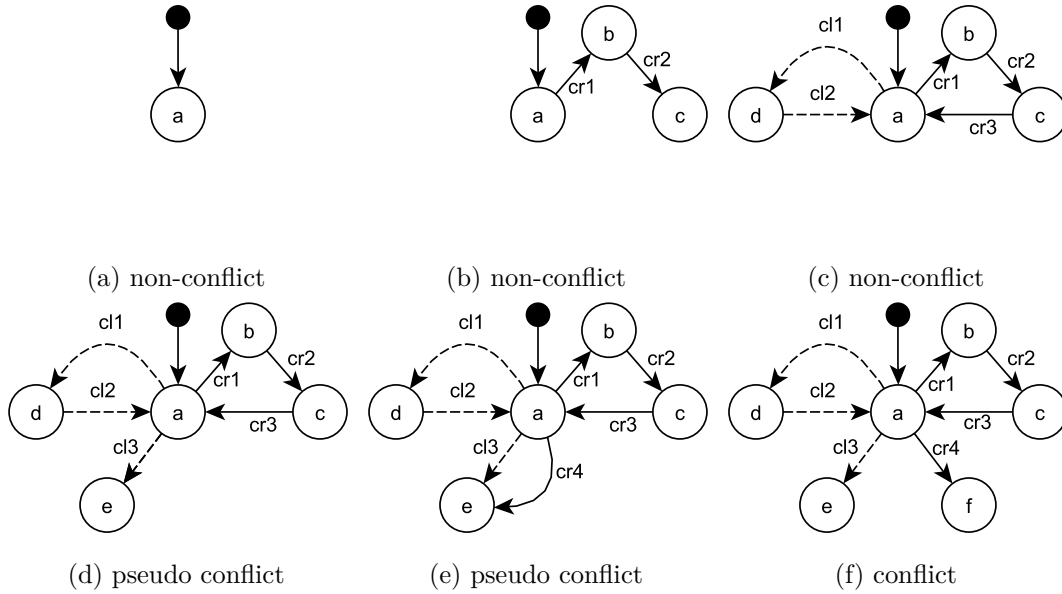 a
b
cr1
cr2
a
c
cl1
b
cr1
cr2
cl2
d
a
c
cr3
(a) non-conflict
(b) non-conflict
(c) non-conflict
cl1
b
cr1
cr2
cl2
d
a
c
cr3
cl3
e
(d) pseudo conflict
cl1
b
cr1
cr2
cl2
d
a
c
cr3
cl3
cr4
e
(e) pseudo conflict
cl1
b
cr1
cr2
cl2
d
a
c
cr3
cl3
cr4
e
f
(f) conflict